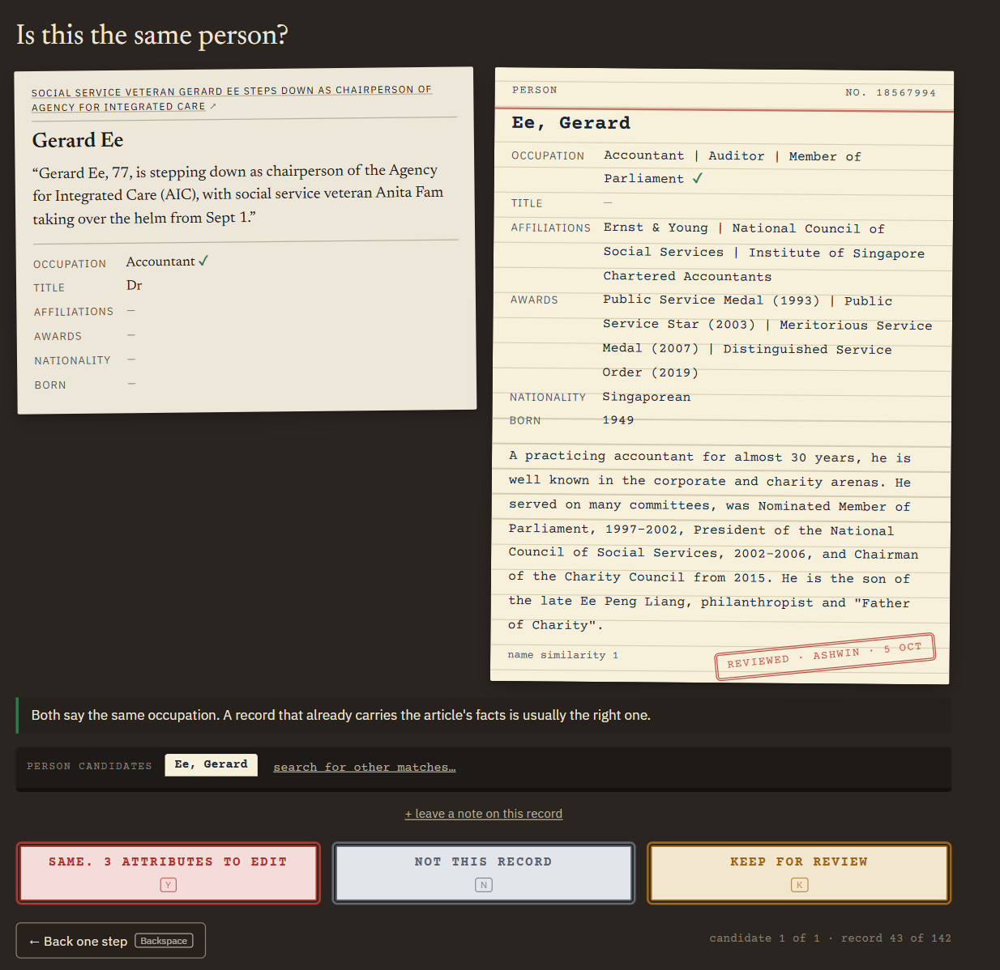 Is this the same person?
SOCIAL SERVICE VETERAN GERARD EE STEPS DOWN AS CHAIRPERSON OF
AGENCY FOR INTEGRATED CARE ↗
Gerard Ee
“Gerard Ee, 77, is stepping down as chairperson of the Agency
for Integrated Care (AIC), with social service veteran Anita Fam
taking over the helm from Sept 1.”
OCCUPATION Accountant ✓
TITLE Dr
AFFILIATIONS —
AWARDS —
NATIONALITY —
BORN —
PERSON NO. 18567994
Ee, Gerard
OCCUPATION Accountant | Auditor | Member of
Parliament ✓
TITLE —
AFFILIATIONS Ernst & Young | National Council of
Social Services | Institute of Singapore
Chartered Accountants
AWARDS Public Service Medal (1993) | Public
Service Star (2003) | Meritorious Service
Medal (2007) | Distinguished Service
Order (2019)
NATIONALITY Singaporean
BORN 1949
A practicing accountant for almost 30 years, he is
well known in the corporate and charity arenas. He
served on many committees, was Nominated Member of
Parliament, 1997-2002, President of the National
Council of Social Services, 2002-2006, and Chairman
of the Charity Council from 2015. He is the son of
the late Ee Peng Liang, philanthropist and "Father
of Charity".
name similarity 1
REVIEWED · ASHWIN · 5 OCT
Both say the same occupation. A record that already carries the article's facts is usually the right one.
PERSON CANDIDATES Ee, Gerard search for other matches…
+ leave a note on this record
SAME. 3 ATTRIBUTES TO EDIT
Y
NOT THIS RECORD
N
KEEP FOR REVIEW
K
← Back one step Backspace
candidate 1 of 1 · record 43 of 142